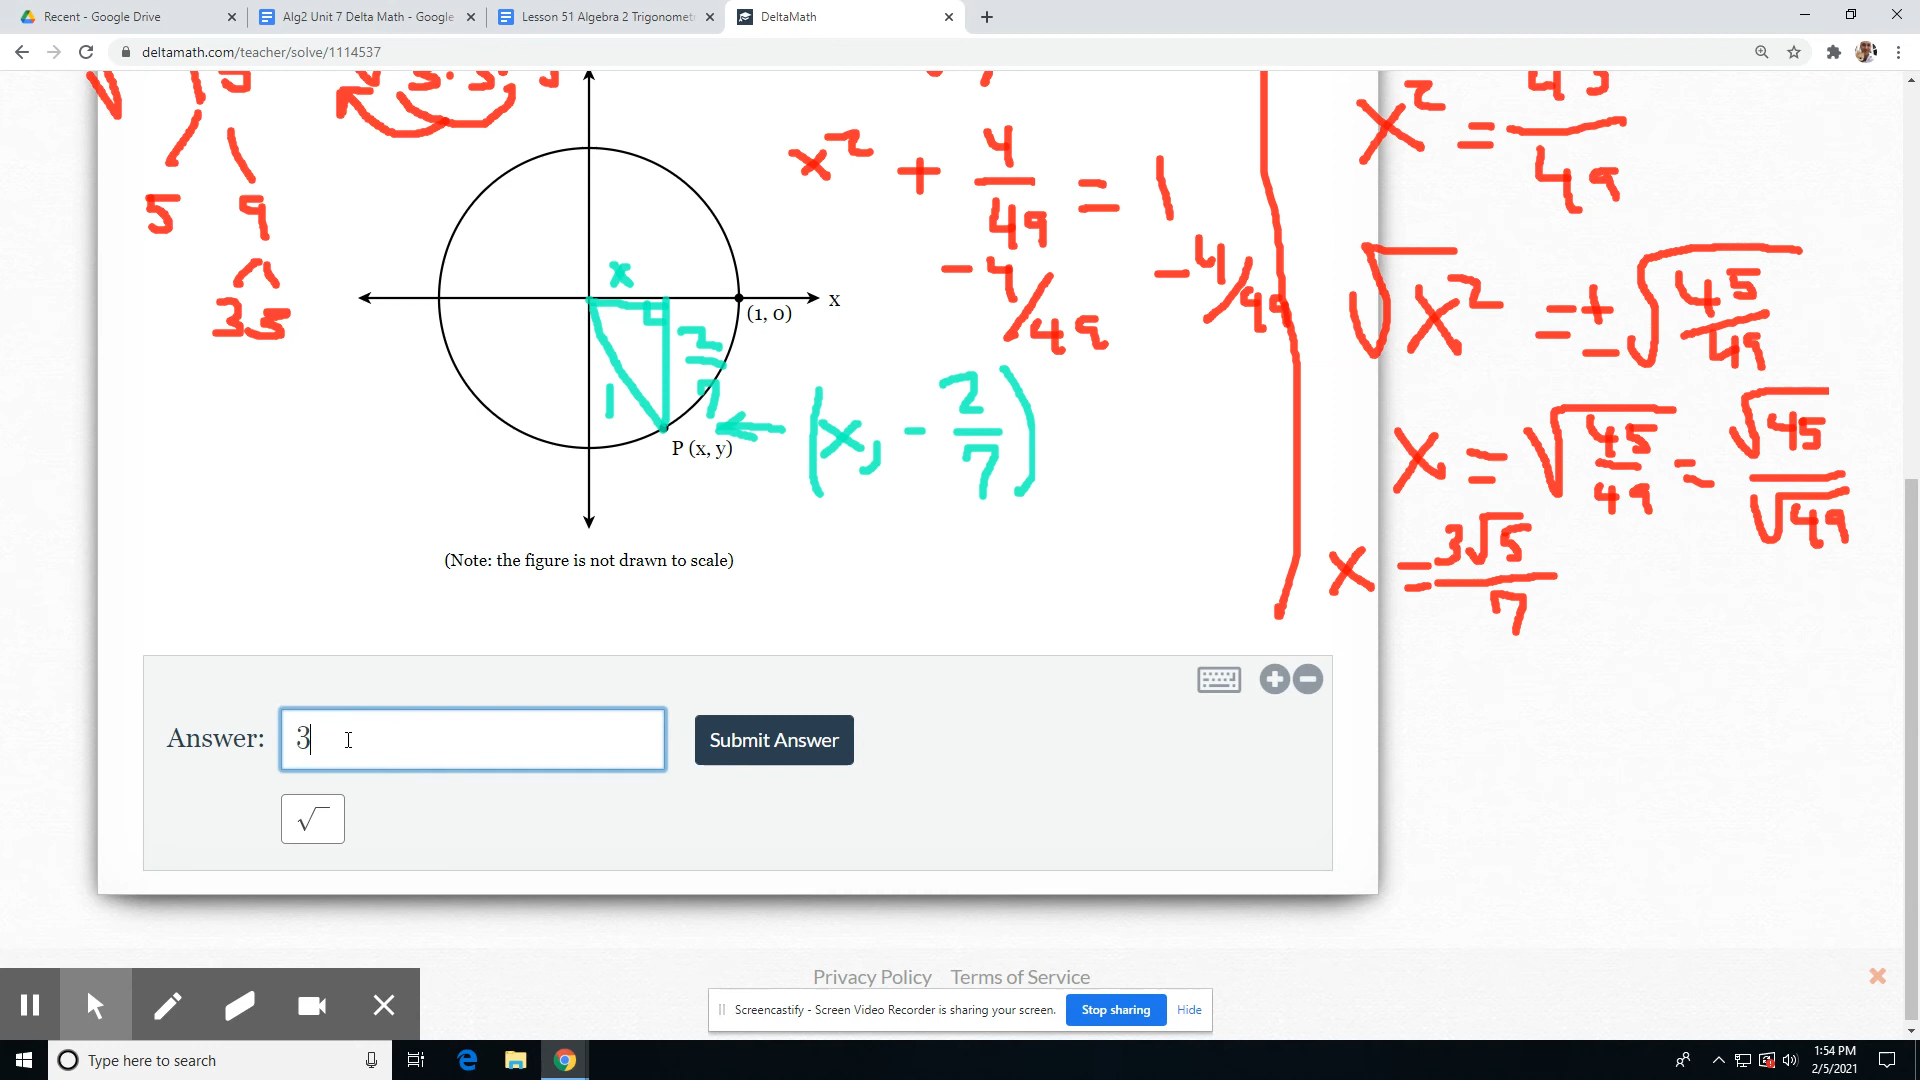 Recent - Google Drive
Alg2 Unit 7 Delta Math - Google
Lesson 51 Algebra 2 Trigonomet
DeltaMath
deltamath.com/teacher/solve/1114537
5 9
3 3
x² + 4/49 = 1
- 4/49 - 4/49
x
(1, 0)
x
2/7
1
P (x, y)
(x, - 2/7)
(Note: the figure is not drawn to scale)
x² = 45/49
√x² = ± √45/49
x = √45/49 = √45/√49
x = 3√5/7
Answer: 3
Submit Answer
√
Privacy Policy Terms of Service
Screencastify - Screen Video Recorder is sharing your screen.
Stop sharing
Hide
Type here to search
1:54 PM
2/5/2021